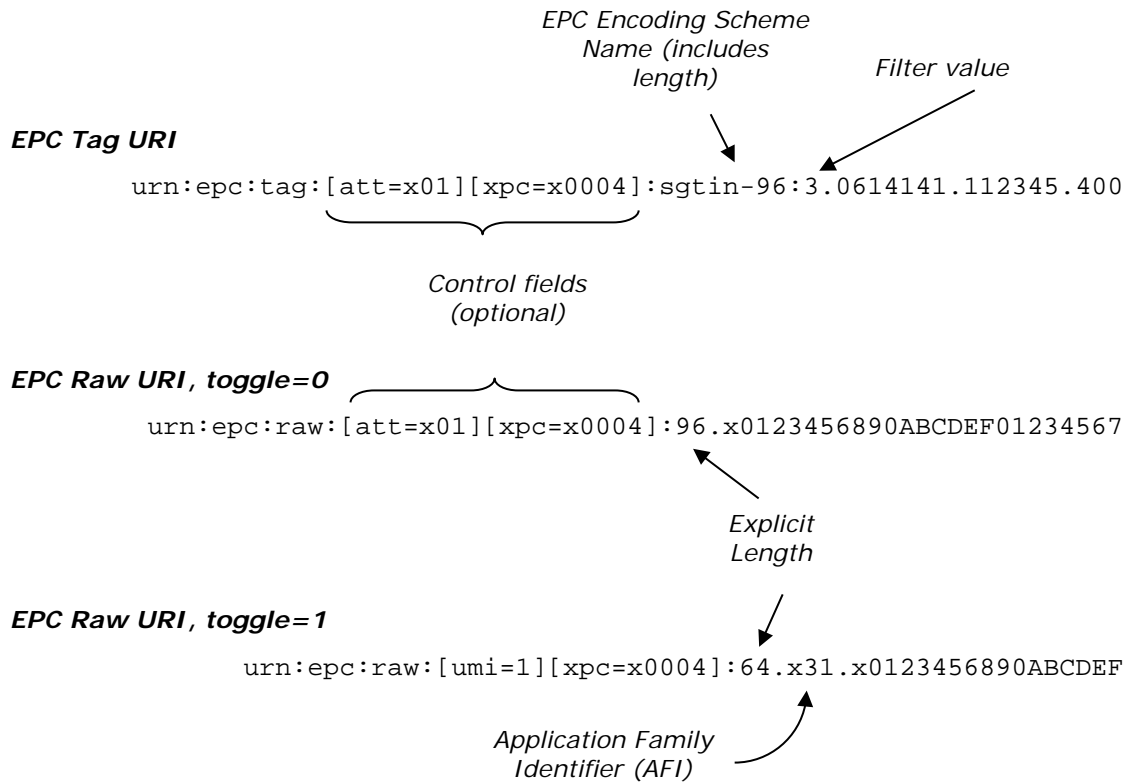 EPC Encoding Scheme
Name (includes
length)
Filter value
EPC Tag URI
urn:epc:tag:[att=x01][xpc=x0004]:sgtin-96:3.0614141.112345.400
Control fields
(optional)
EPC Raw URI, toggle=0
urn:epc:raw:[att=x01][xpc=x0004]:96.x0123456890ABCDEF01234567
Explicit
Length
EPC Raw URI, toggle=1
urn:epc:raw:[umi=1][xpc=x0004]:64.x31.x0123456890ABCDEF
Application Family
Identifier (AFI)